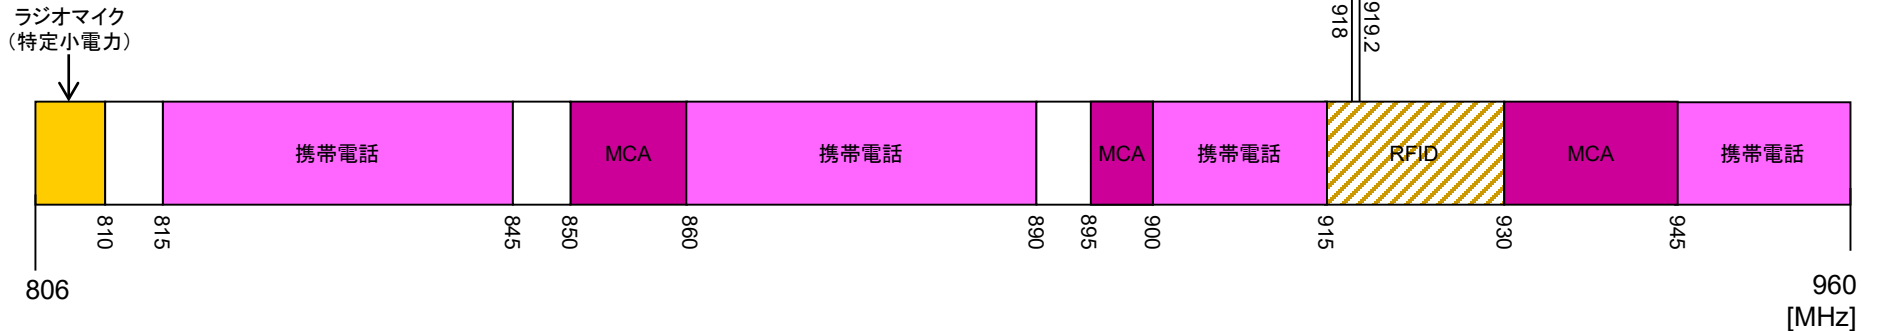 ラジオマイク
（特定小電力）
918
919.2
携帯電話
MCA
携帯電話
MCA
携帯電話
RFID
MCA
携帯電話
810
815
845
850
860
890
895
900
915
930
945
806
960
[MHz]